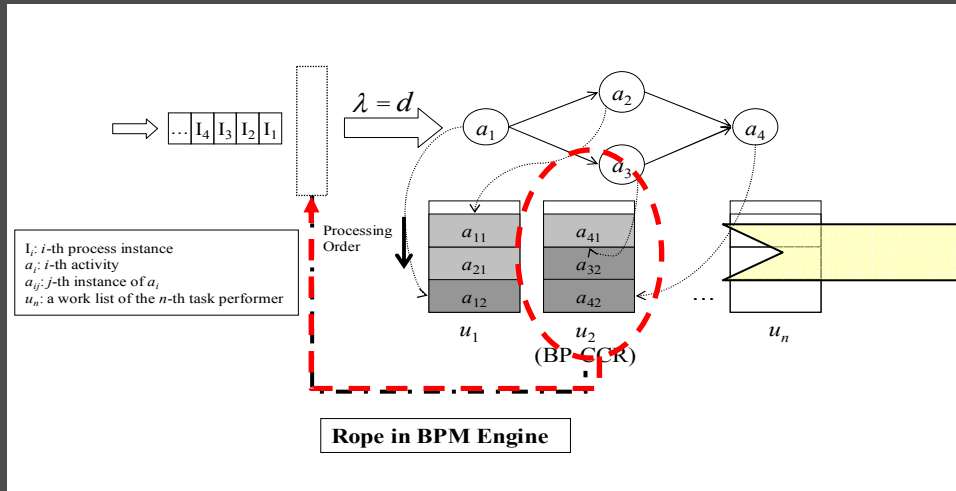 λ = d
a₂
... I₄ I₃ I₂ I₁
a₁
a₄
a₃
Processing
Order
a₁₁
a₄₁
Iᵢ: i-th process instance
aᵢ: i-th activity
aᵢⱼ: j-th instance of aᵢ
uₙ: a work list of the n-th task performer
a₂₁
a₃₂
a₁₂
a₄₂
...
u₁
u₂
uₙ
(BP-CCR)
Rope in BPM Engine